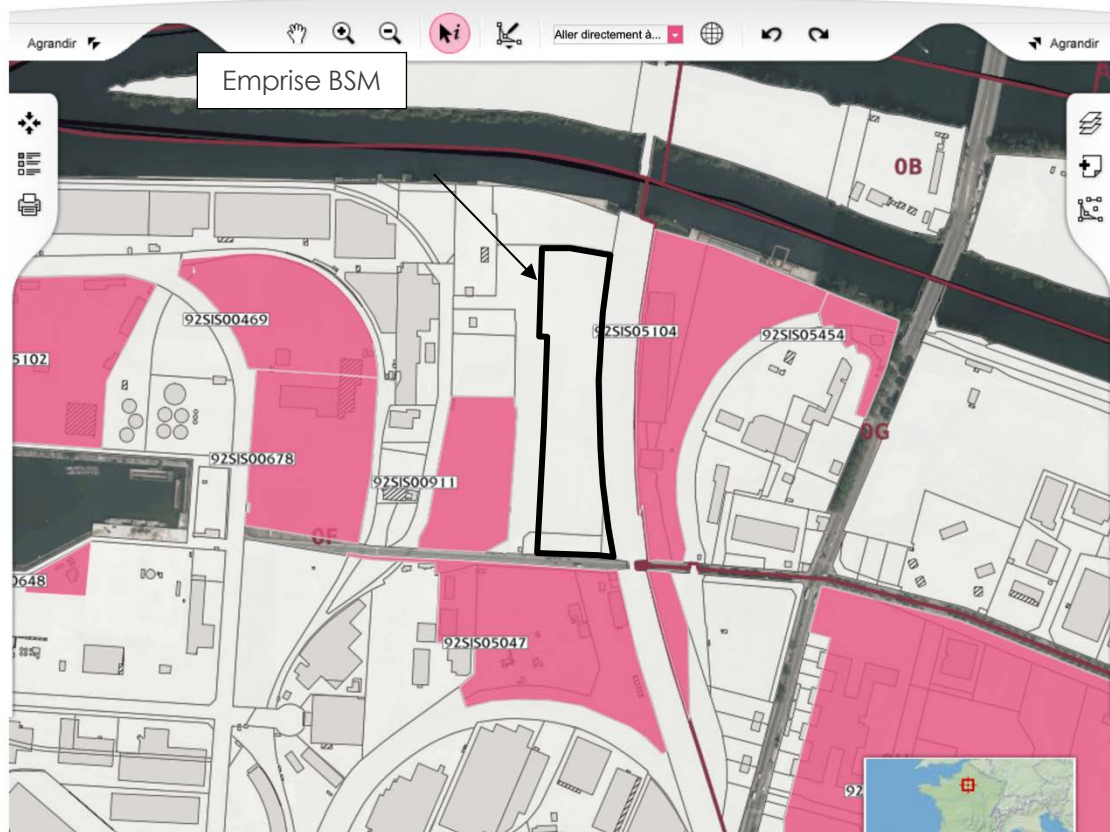 Agrandir
Aller directement à...
Agrandir
Emprise BSM
0B
92SIS00469
92SIS05104
92SIS05454
5102
0G
92SIS00678
92SIS00911
0F
0648
92SIS05047
92